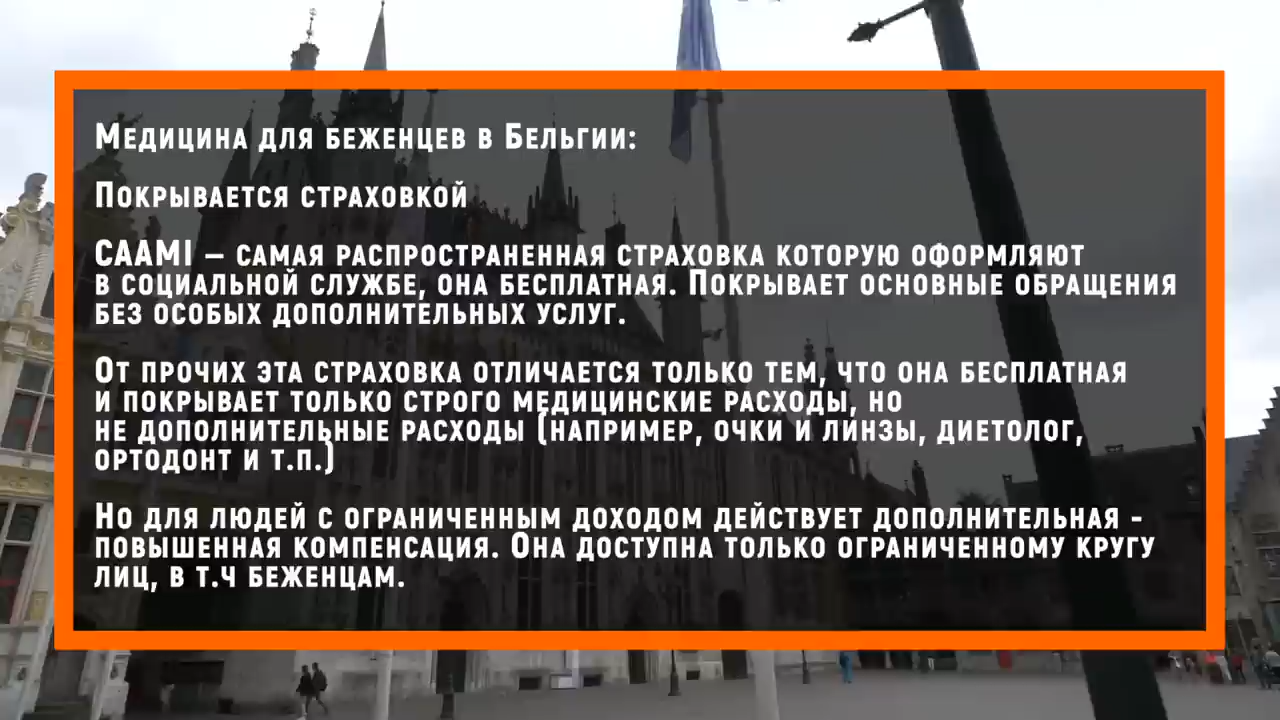 Медицина для беженцев в Бельгии:
Покрывается страховкой
CAAMI – самая распространенная страховка которую оформляют
в социальной службе, она бесплатная. Покрывает основные обращения
без особых дополнительных услуг.
От прочих эта страховка отличается только тем, что она бесплатная
и покрывает только строго медицинские расходы, но
не дополнительные расходы (например, очки и линзы, диетолог,
ортодонт и т.п.)
Но для людей с ограниченным доходом действует дополнительная -
повышенная компенсация. Она доступна только ограниченному кругу
лиц, в т.ч беженцам.